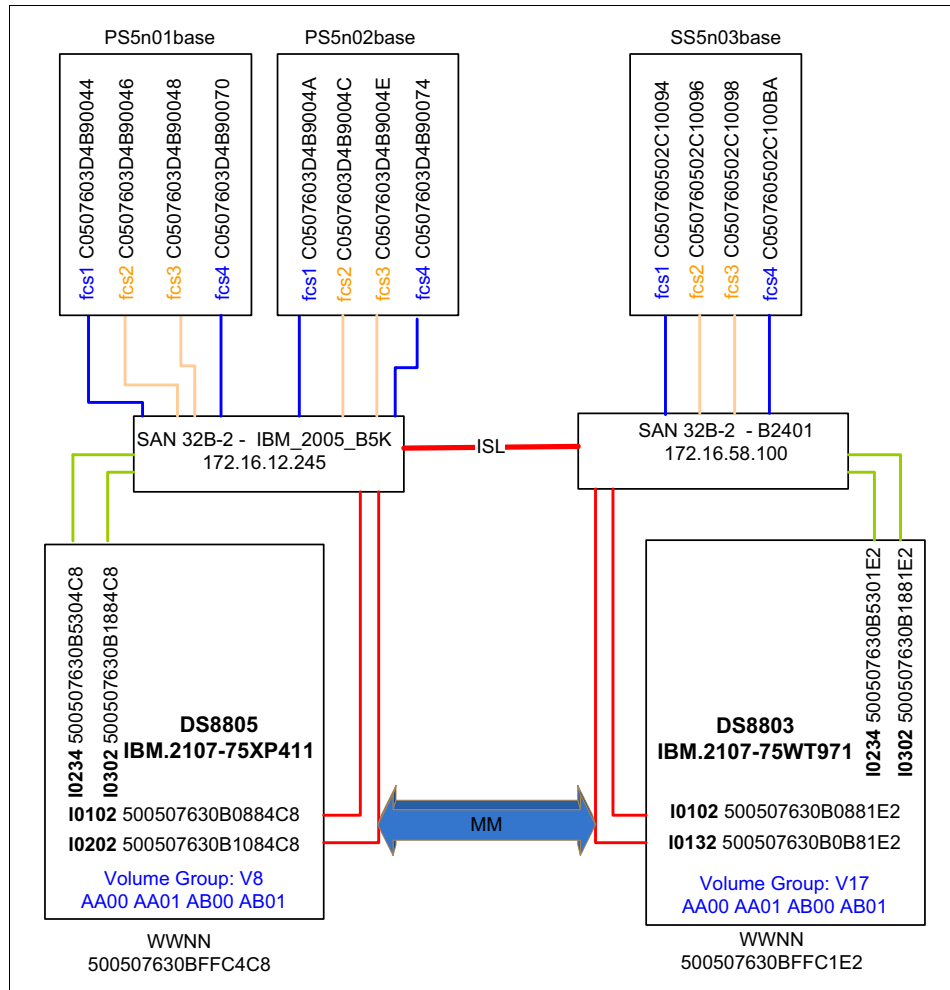 PS5n01base
PS5n02base
SS5n03base
fcs1 C0507603D4B90044
fcs2 C0507603D4B90046
fcs3 C0507603D4B90048
fcs4 C0507603D4B90070
fcs1 C0507603D4B9004A
fcs2 C0507603D4B9004C
fcs3 C0507603D4B9004E
fcs4 C0507603D4B90074
fcs1 C050760502C10094
fcs2 C050760502C10096
fcs3 C050760502C10098
fcs4 C050760502C100BA
SAN 32B-2 - IBM_2005_B5K
172.16.12.245
ISL
SAN 32B-2 - B2401
172.16.58.100
I0234 500507630B5304C8
I0302 500507630B1884C8
DS8805
IBM.2107-75XP411
I0102 500507630B0884C8
I0202 500507630B1084C8
Volume Group: V8
AA00 AA01 AB00 AB01
WWNN
500507630BFFC4C8
MM
I0234 500507630B5301E2
I0302 500507630B1881E2
DS8803
IBM.2107-75WT971
I0102 500507630B0881E2
I0132 500507630B0B81E2
Volume Group: V17
AA00 AA01 AB00 AB01
WWNN
500507630BFFC1E2